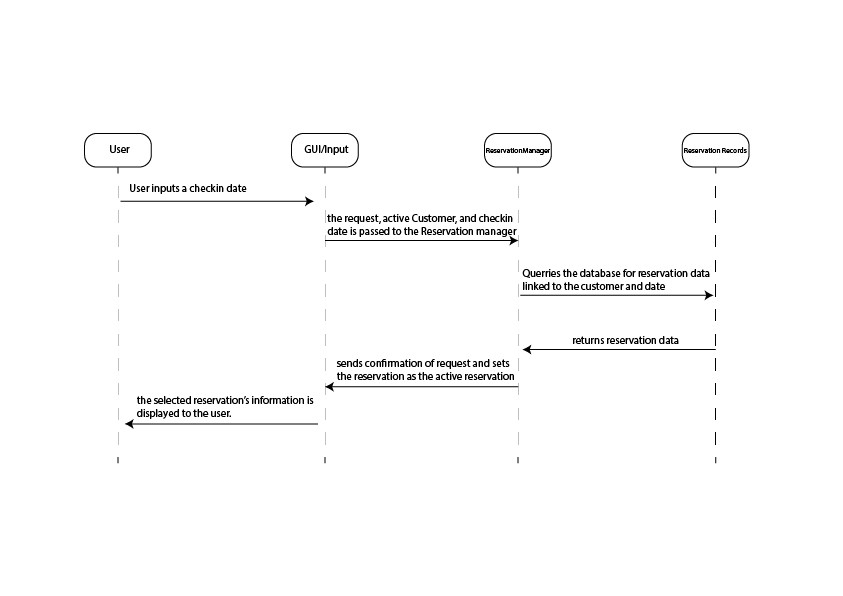 User
GUI/Input
ReservationManager
Reservation Records
User inputs a checkin date
the request, active Customer, and checkin
date is passed to the Reservation manager
Querries the database for reservation data
linked to the customer and date
returns reservation data
sends confirmation of request and sets
the reservation as the active reservation
the selected reservation's information is
displayed to the user.